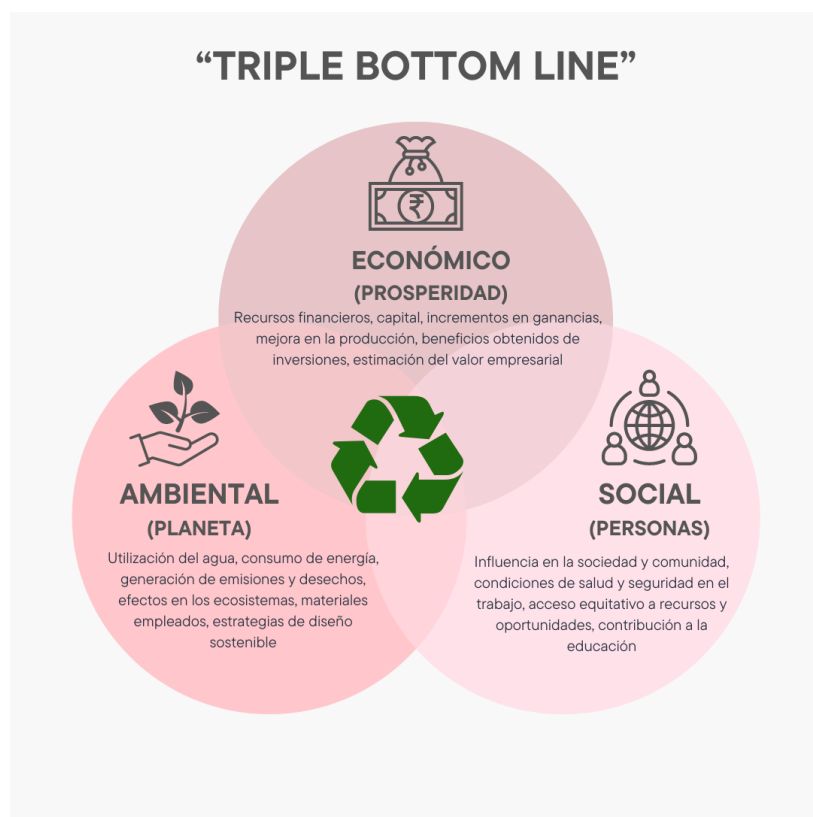 “TRIPLE BOTTOM LINE”
₹
ECONÓMICO
(PROSPERIDAD)
Recursos financieros, capital, incrementos en ganancias,
mejora en la producción, beneficios obtenidos de
inversiones, estimación del valor empresarial
AMBIENTAL
(PLANETA)
Utilización del agua, consumo de energía,
generación de emisiones y desechos,
efectos en los ecosistemas, materiales
empleados, estrategias de diseño
sostenible
SOCIAL
(PERSONAS)
Influencia en la sociedad y comunidad,
condiciones de salud y seguridad en el
trabajo, acceso equitativo a recursos y
oportunidades, contribución a la
educación